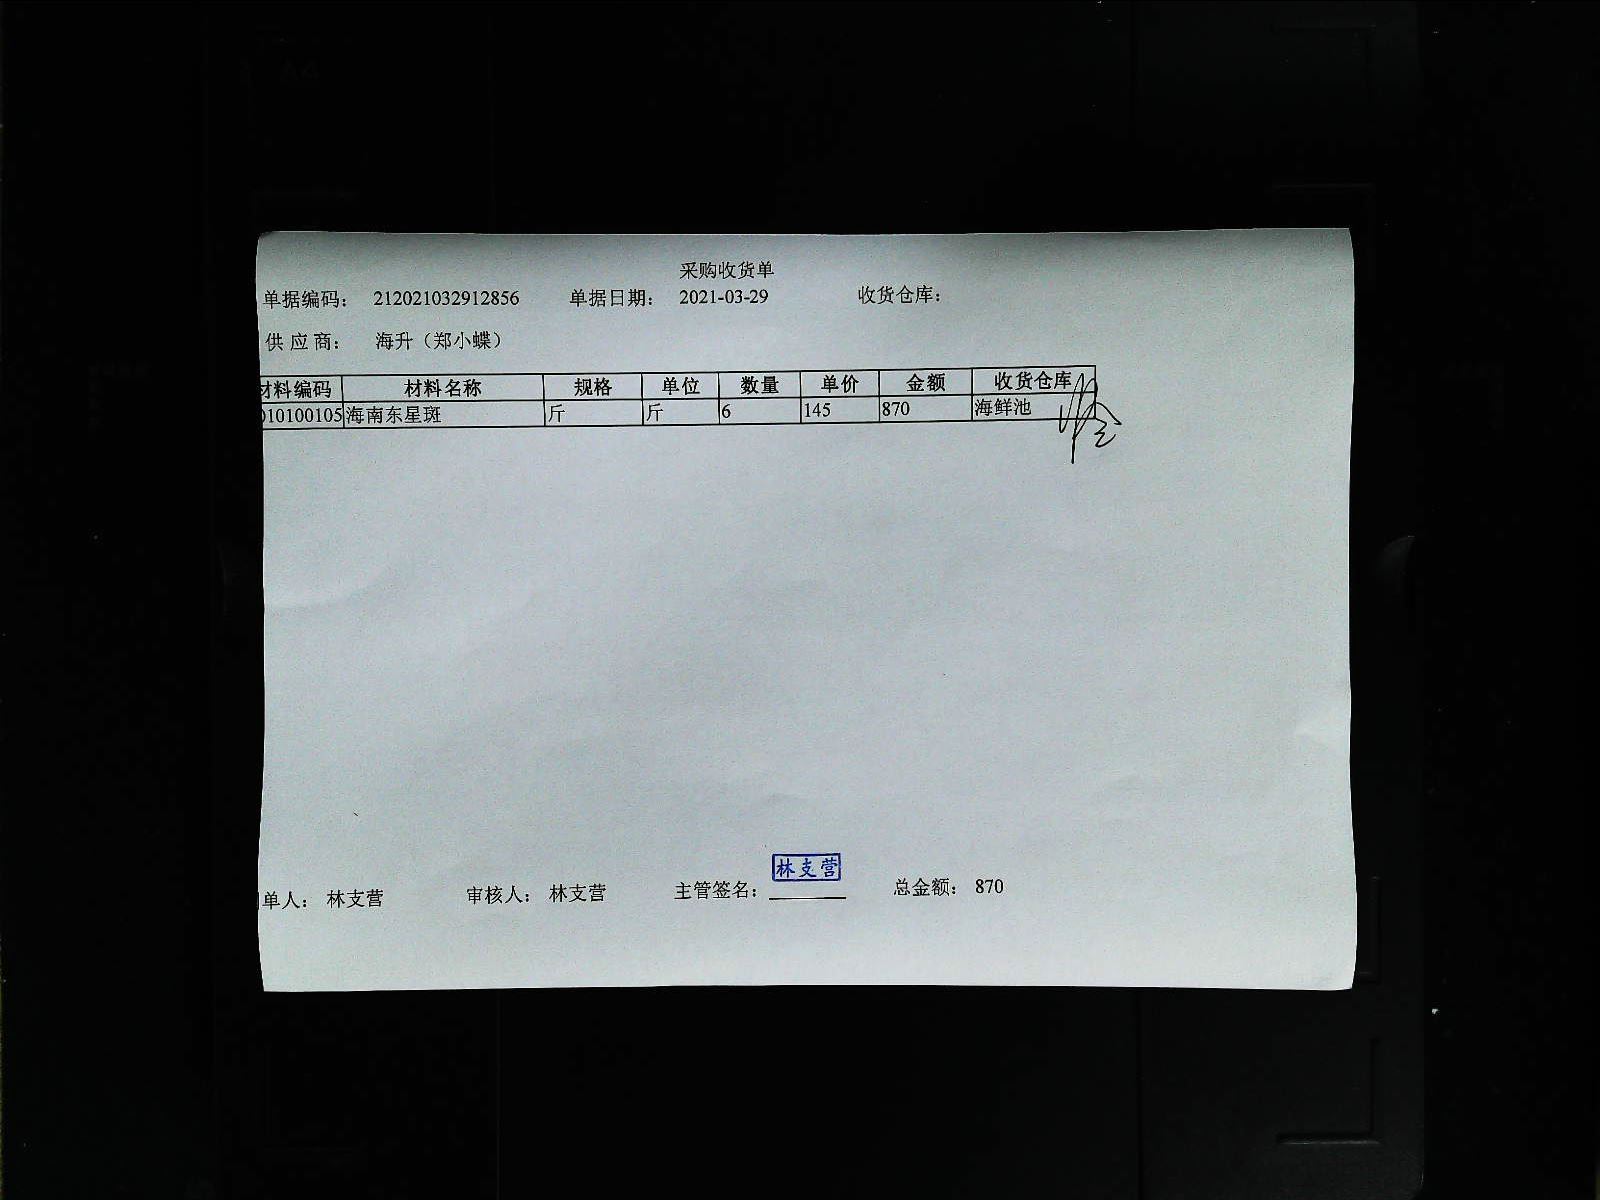 采购收货单
单据编码： 212021032912856 单据日期： 2021-03-29 收货仓库：
供应商： 海升（郑小蝶）
材料编码 材料名称 规格 单位 数量 单价 金额 收货仓库
010100105 海南东星斑 斤 斤 6 145 870 海鲜池
林支营
单人： 林支营 审核人： 林支营 主管签名： 总金额： 870